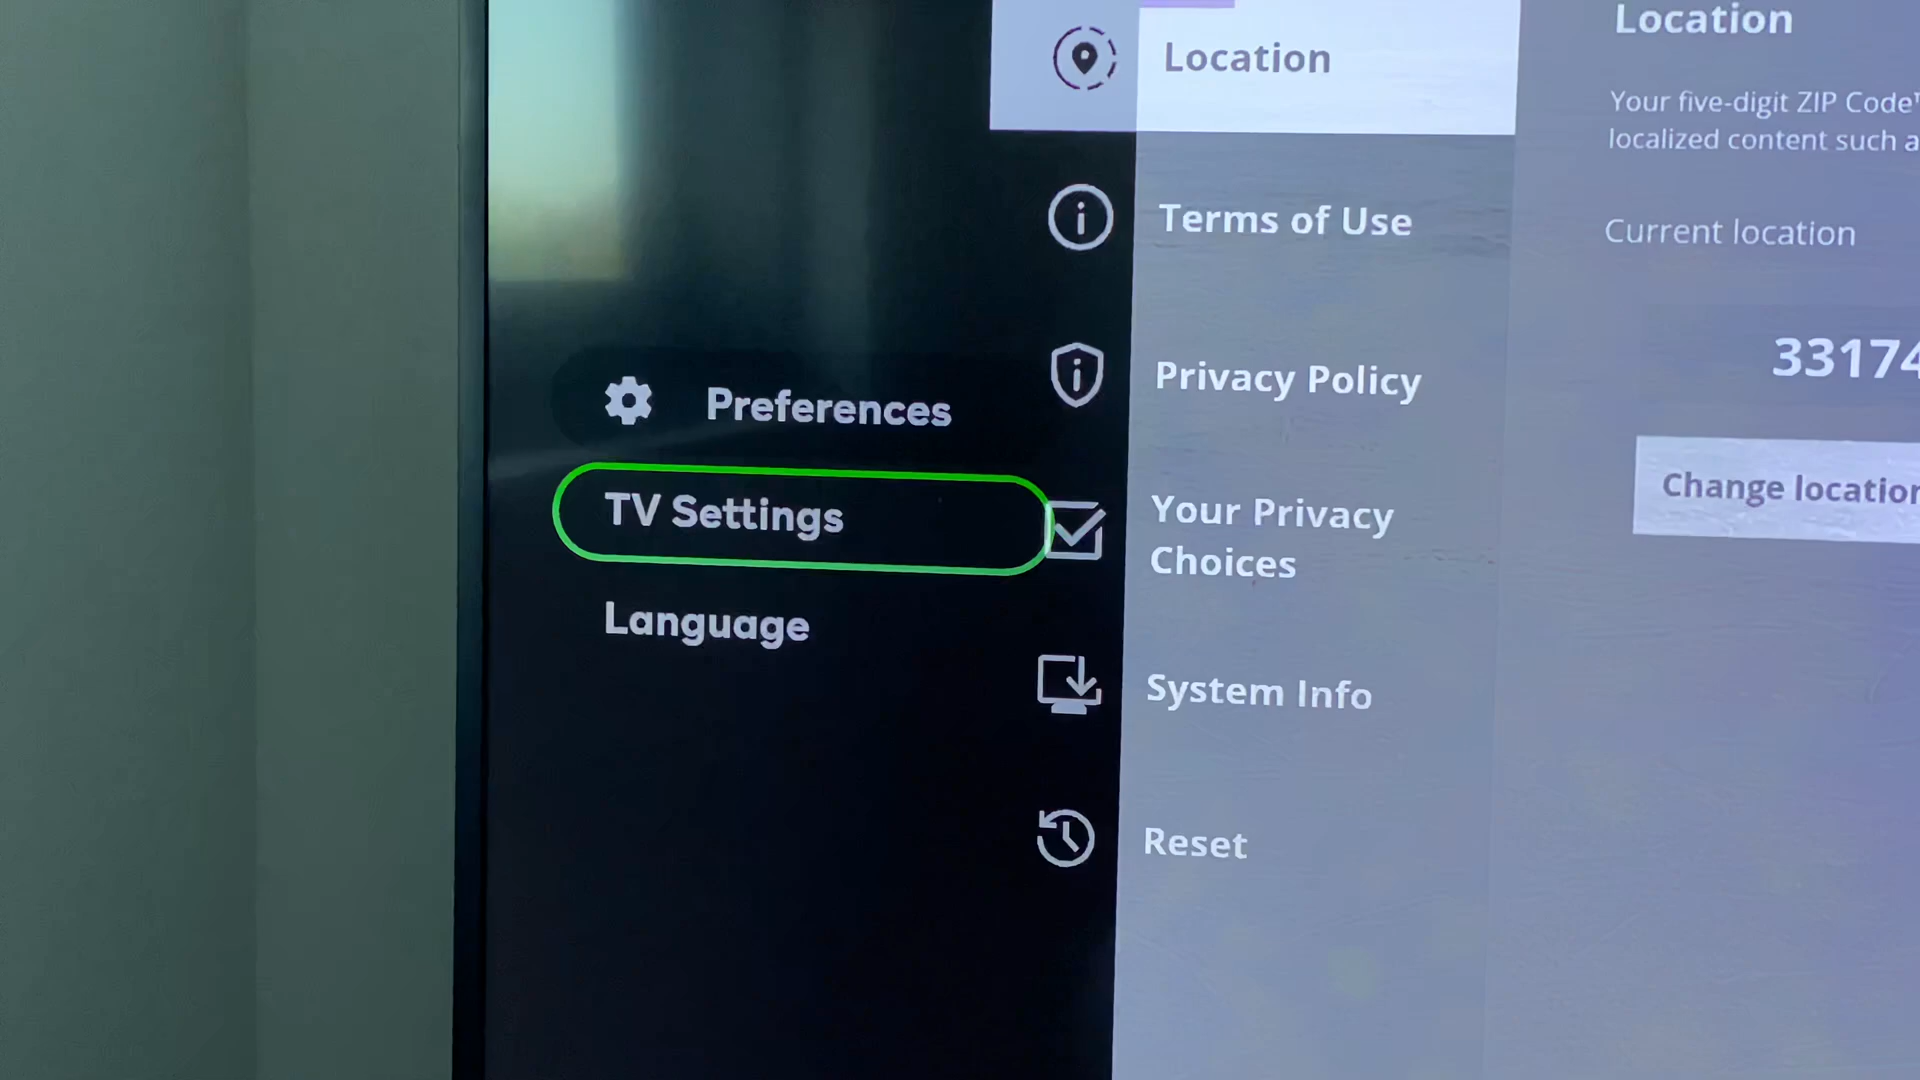 Preferences
TV Settings
Language
Location
Terms of Use
Privacy Policy
Your Privacy
Choices
System Info
Reset
Location
Your five-digit ZIP Code
localized content such a
Current location
33174
Change location